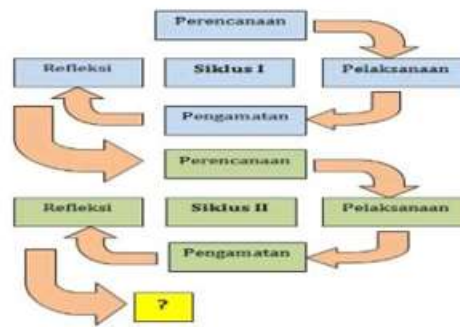 Perencanaan
Refleksi
Siklus I
Pelaksanaan
Pengamatan
Perencanaan
Refleksi
Siklus II
Pelaksanaan
Pengamatan
?